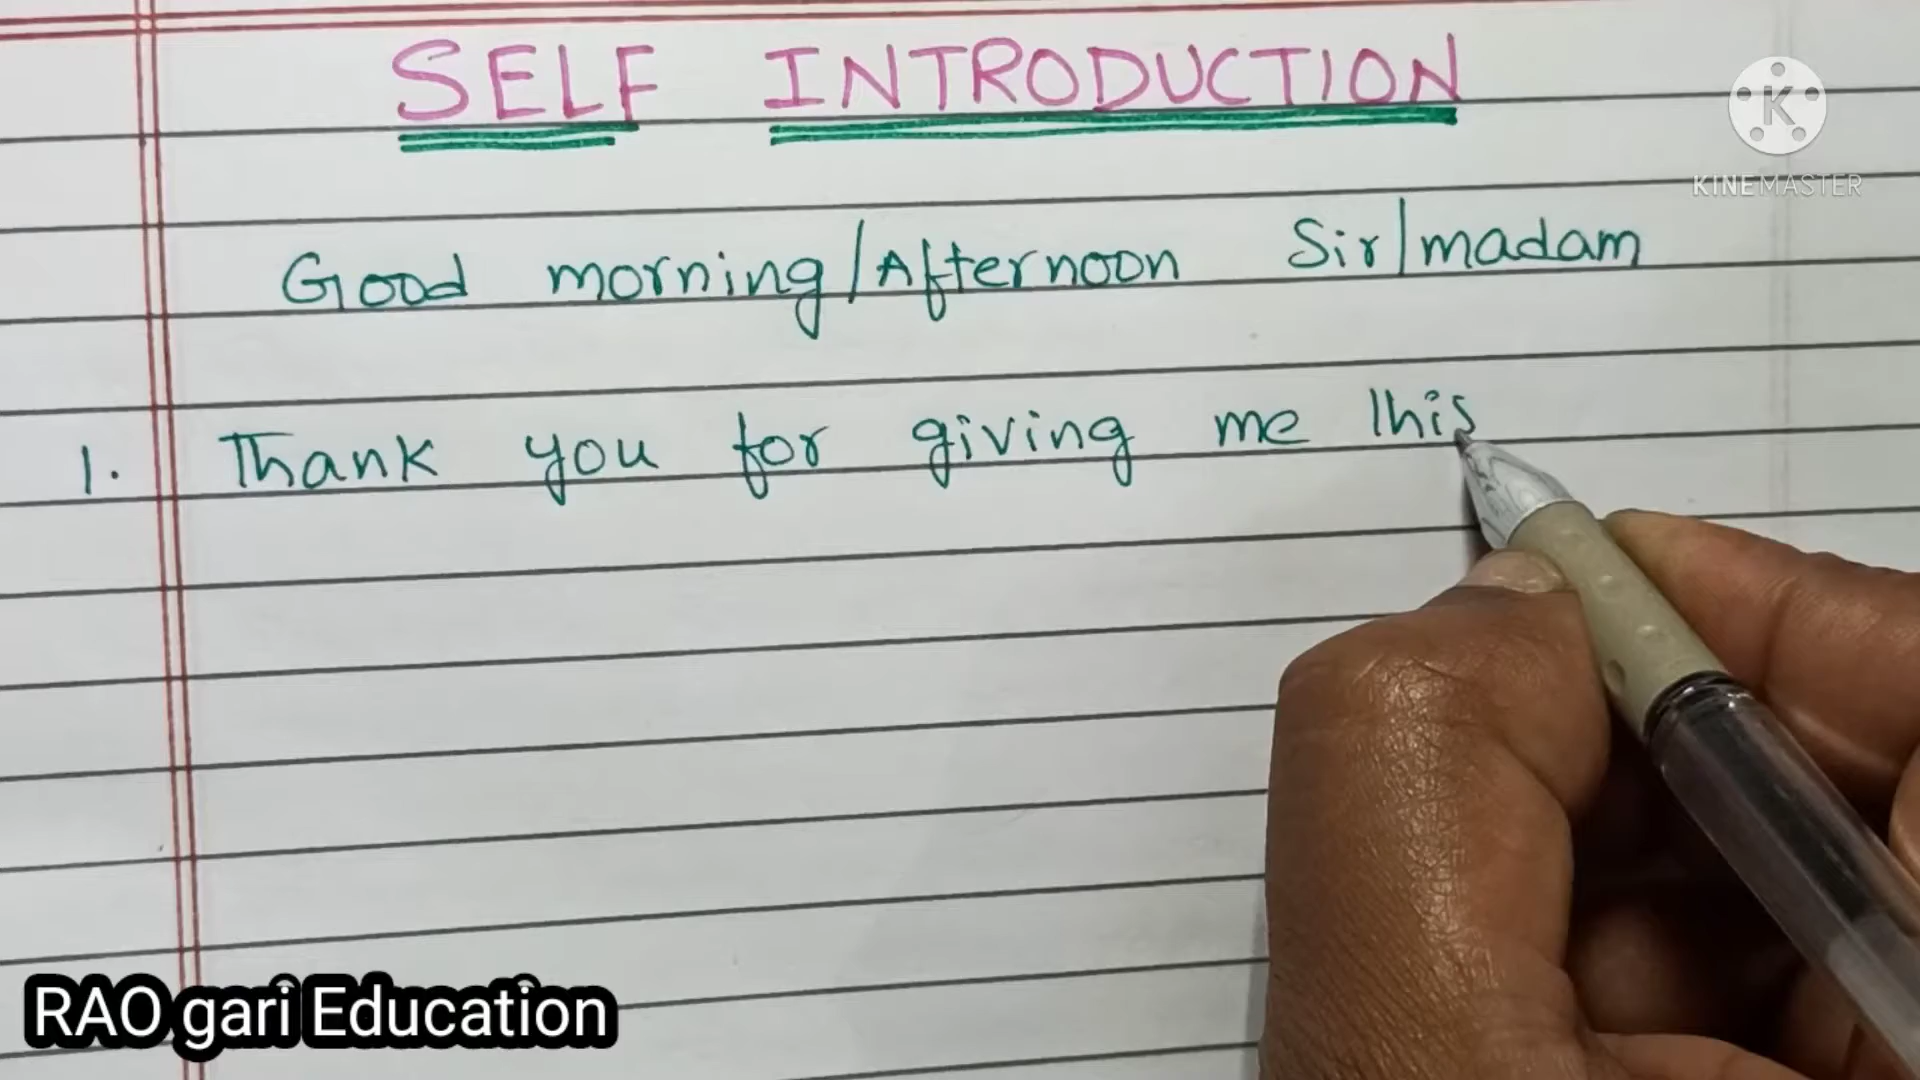 SELF INTRODUCTION
KINEMASTER
Good morning/Afternoon Sir/madam
1. Thank you for giving me this
RAO gari Education